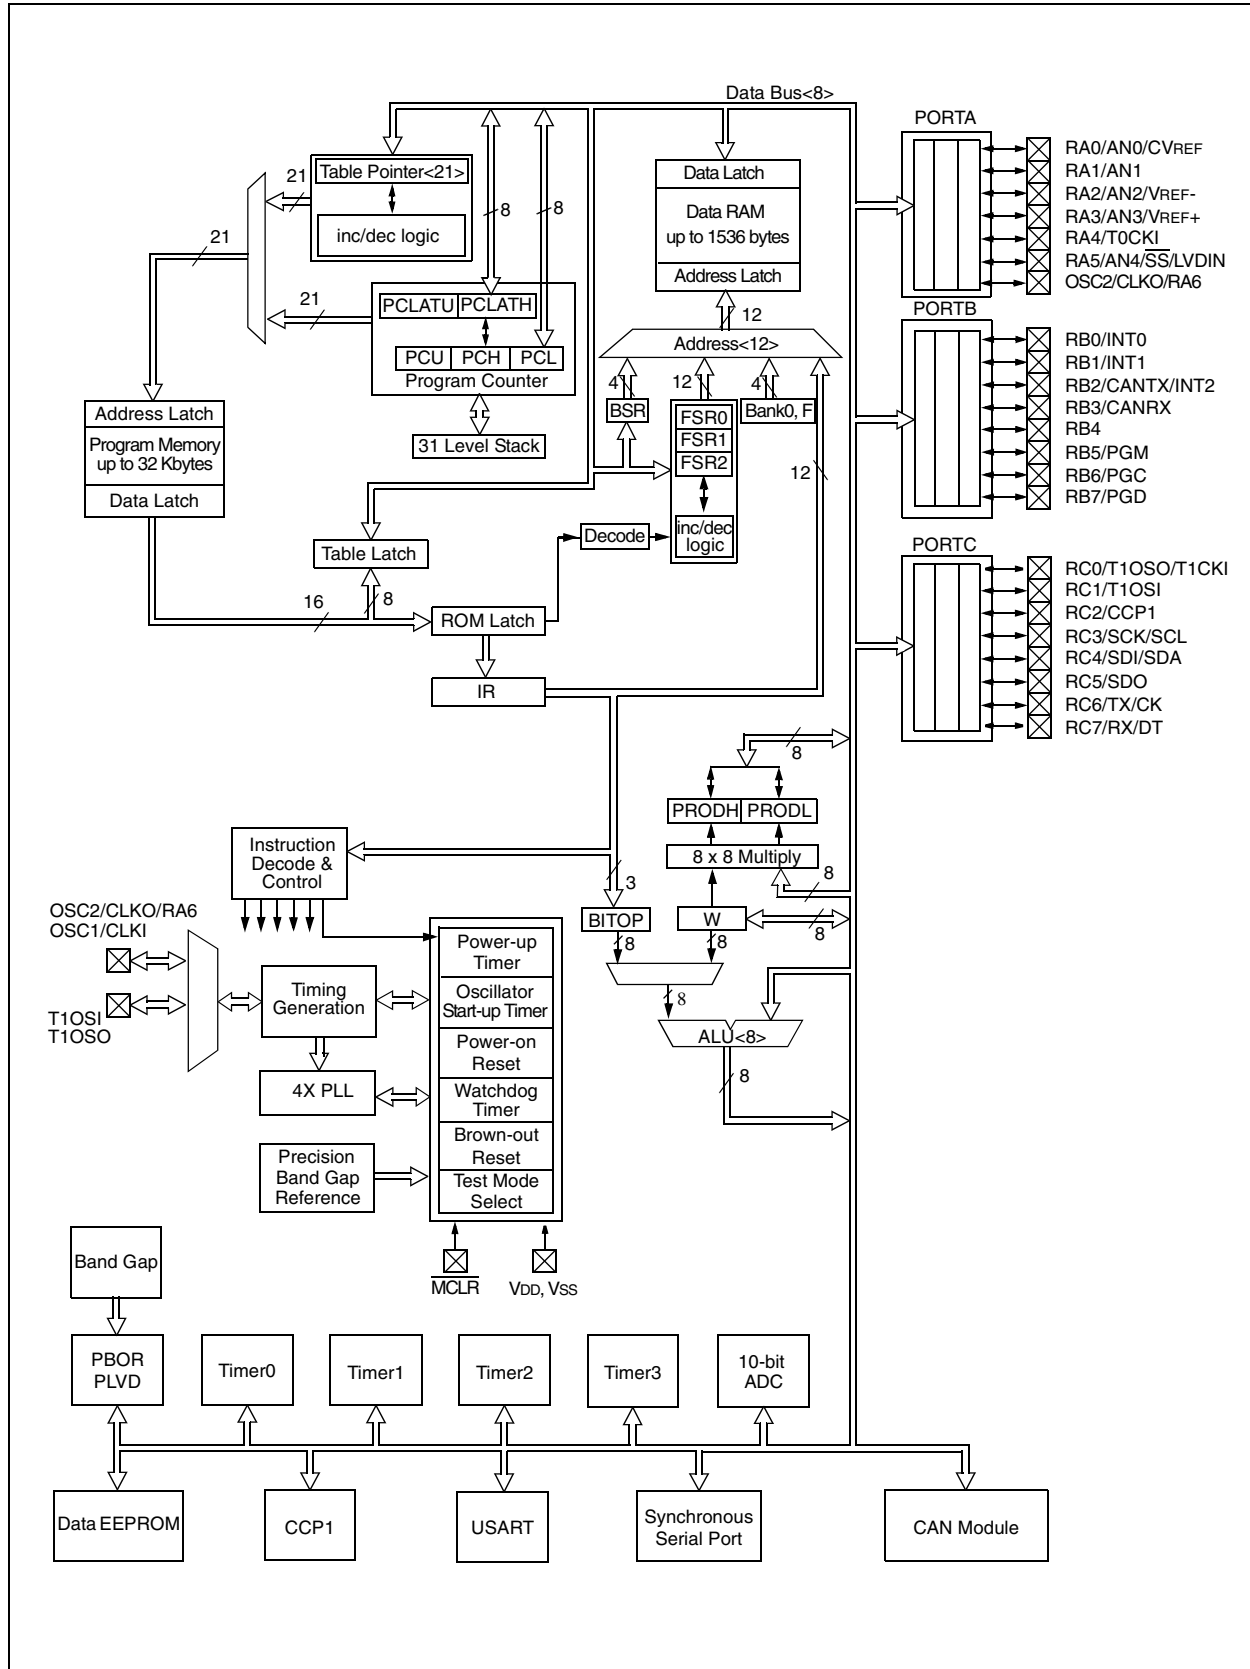 Data Bus<8>
21
Table Pointer<21>
inc/dec logic
21
8
8
21
PCLATU
PCLATH
PCU
PCH
PCL
Program Counter
31 Level Stack
Address Latch
Program Memory
up to 32 Kbytes
Data Latch
Data Latch
Data RAM
up to 1536 bytes
Address Latch
12
Address<12>
4
12
4
BSR
FSR0
FSR1
FSR2
Bank0, F
inc/dec
logic
12
Decode
Table Latch
16
8
ROM Latch
IR
PORTA
RA0/AN0/CVREF
RA1/AN1
RA2/AN2/VREF-
RA3/AN3/VREF+
RA4/T0CKI
RA5/AN4/SS/LVDIN
OSC2/CLKO/RA6
PORTB
RB0/INT0
RB1/INT1
RB2/CANTX/INT2
RB3/CANRX
RB4
RB5/PGM
RB6/PGC
RB7/PGD
PORTC
RC0/T1OSO/T1CKI
RC1/T1OSI
RC2/CCP1
RC3/SCK/SCL
RC4/SDI/SDA
RC5/SDO
RC6/TX/CK
RC7/RX/DT
8
PRODH
PRODL
8 x 8 Multiply
8
3
BITOP
W
8
8
8
8
ALU<8>
8
Instruction
Decode &
Control
OSC2/CLKO/RA6
OSC1/CLKI
T1OSI
T1OSO
Timing
Generation
4X PLL
Precision
Band Gap
Reference
Power-up
Timer
Oscillator
Start-up Timer
Power-on
Reset
Watchdog
Timer
Brown-out
Reset
Test Mode
Select
MCLR
VDD, VSS
Band Gap
PBOR
PLVD
Timer0
Timer1
Timer2
Timer3
10-bit
ADC
Data EEPROM
CCP1
USART
Synchronous
Serial Port
CAN Module